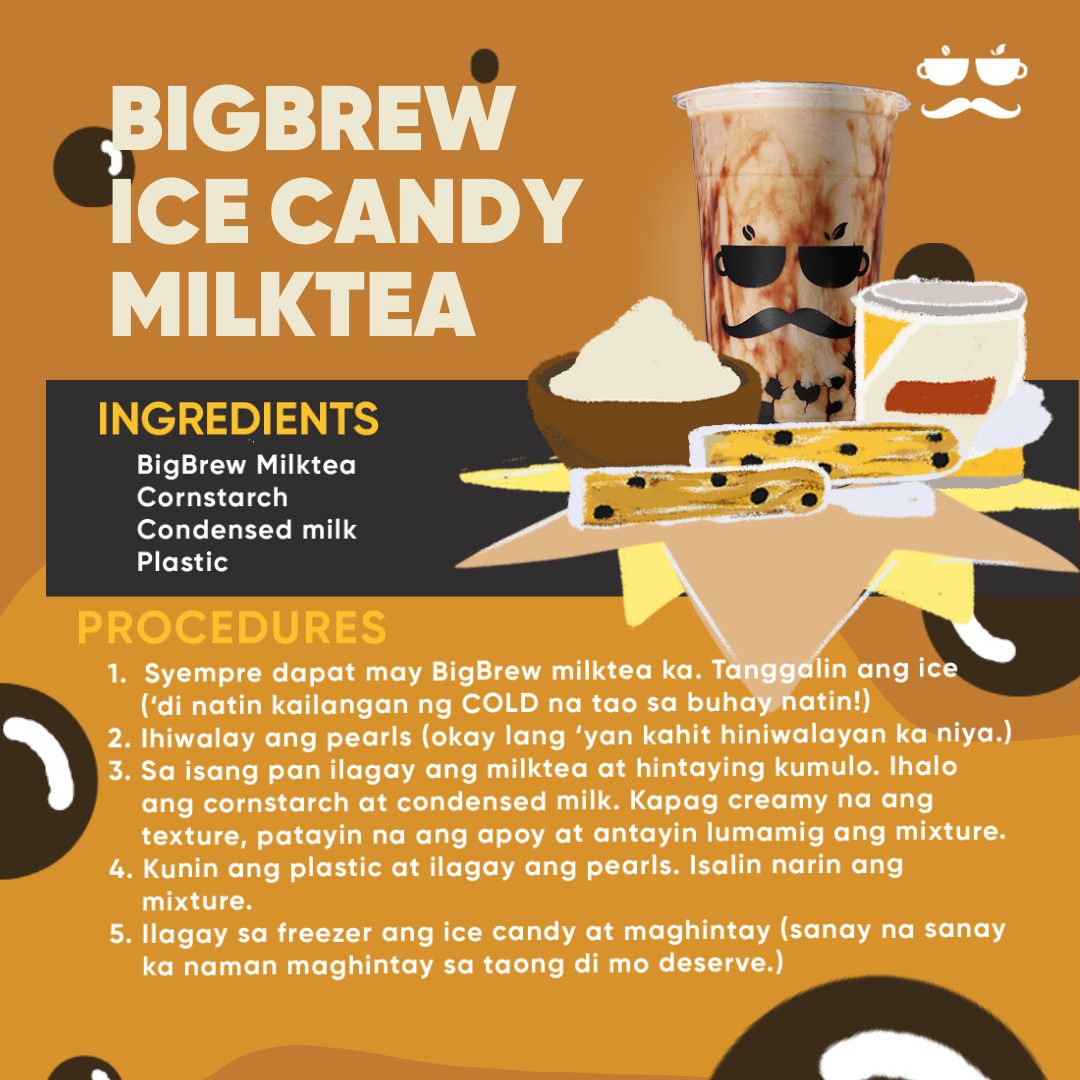 BIGBREW
ICE CANDY
MILKTEA
INGREDIENTS
BigBrew Milktea
Cornstarch
Condensed milk
Plastic
PROCEDURES
1. Syempre dapat may BigBrew milktea ka. Tanggalin ang ice
(‘di natin kailangan ng COLD na tao sa buhay natin!)
2. Ihiwalay ang pearls (okay lang ‘yan kahit hiniwalayan ka niya.)
3. Sa isang pan ilagay ang milktea at hintaying kumulo. Ihalo
ang cornstarch at condensed milk. Kapag creamy na ang
texture, patayin na ang apoy at antayin lumamig ang mixture.
4. Kunin ang plastic at ilagay ang pearls. Isalin narin ang
mixture.
5. Ilagay sa freezer ang ice candy at maghintay (sanay na sanay
ka naman maghintay sa taong di mo deserve.)